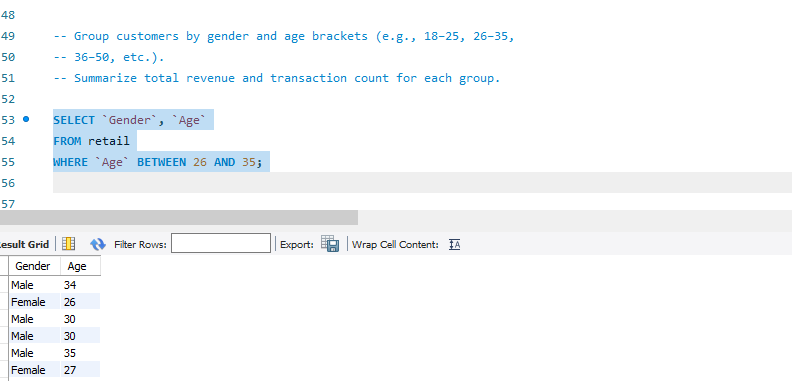 48
49 -- Group customers by gender and age brackets (e.g., 18–25, 26–35,
50 -- 36–50, etc.).
51 -- Summarize total revenue and transaction count for each group.
52
53 SELECT `Gender`, `Age`
54 FROM retail
55 WHERE `Age` BETWEEN 26 AND 35;
56
57
esult Grid Filter Rows: Export: Wrap Cell Content: IA
Gender Age
Male 34
Female 26
Male 30
Male 30
Male 35
Female 27